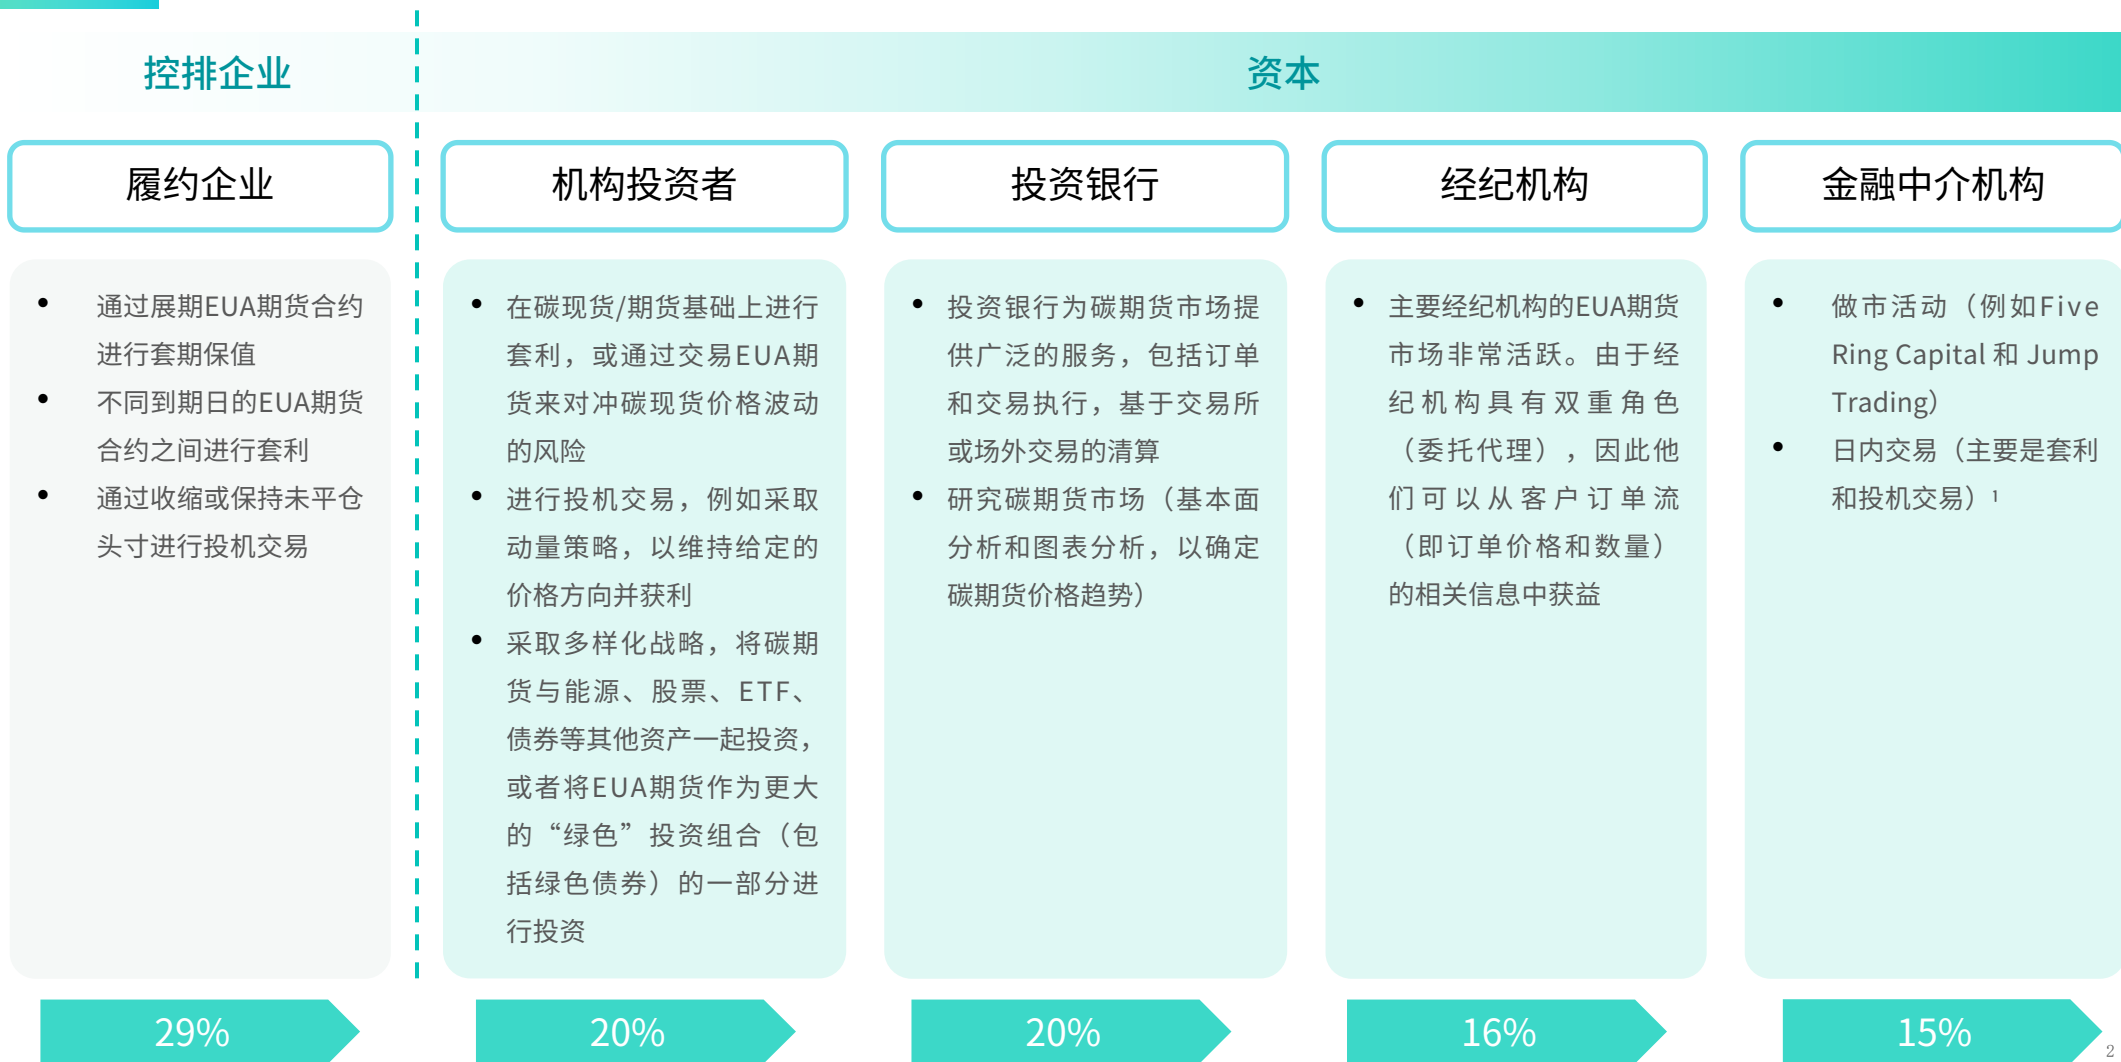 控排企业
资本
履约企业
机构投资者
投资银行
经纪机构
金融中介机构
• 通过展期EUA期货合约
进行套期保值
• 不同到期日的EUA期货
合约之间进行套利
• 通过收缩或保持未平仓
头寸进行投机交易
• 在碳现货/期货基础上进行
套利，或通过交易EUA期
货来对冲碳现货价格波动
的风险
• 进行投机交易，例如采取
动量策略，以维持给定的
价格方向并获利
• 采取多样化战略，将碳期
货与能源、股票、ETF、
债券等其他资产一起投资，
或者将EUA期货作为更大
的“绿色”投资组合（包
括绿色债券）的一部分进
行投资
• 投资银行为碳期货市场提
供广泛的服务，包括订单
和交易执行，基于交易所
或场外交易的清算
• 研究碳期货市场（基本面
分析和图表分析，以确定
碳期货价格趋势）
• 主要经纪机构的EUA期货
市场非常活跃。由于经
纪机构具有双重角色
（委托代理），因此他
们可以从客户订单流
（即订单价格和数量）
的相关信息中获益
• 做市活动（例如Five
Ring Capital 和 Jump
Trading）
• 日内交易（主要是套利
和投机交易）¹
29%
20%
20%
16%
15%
2